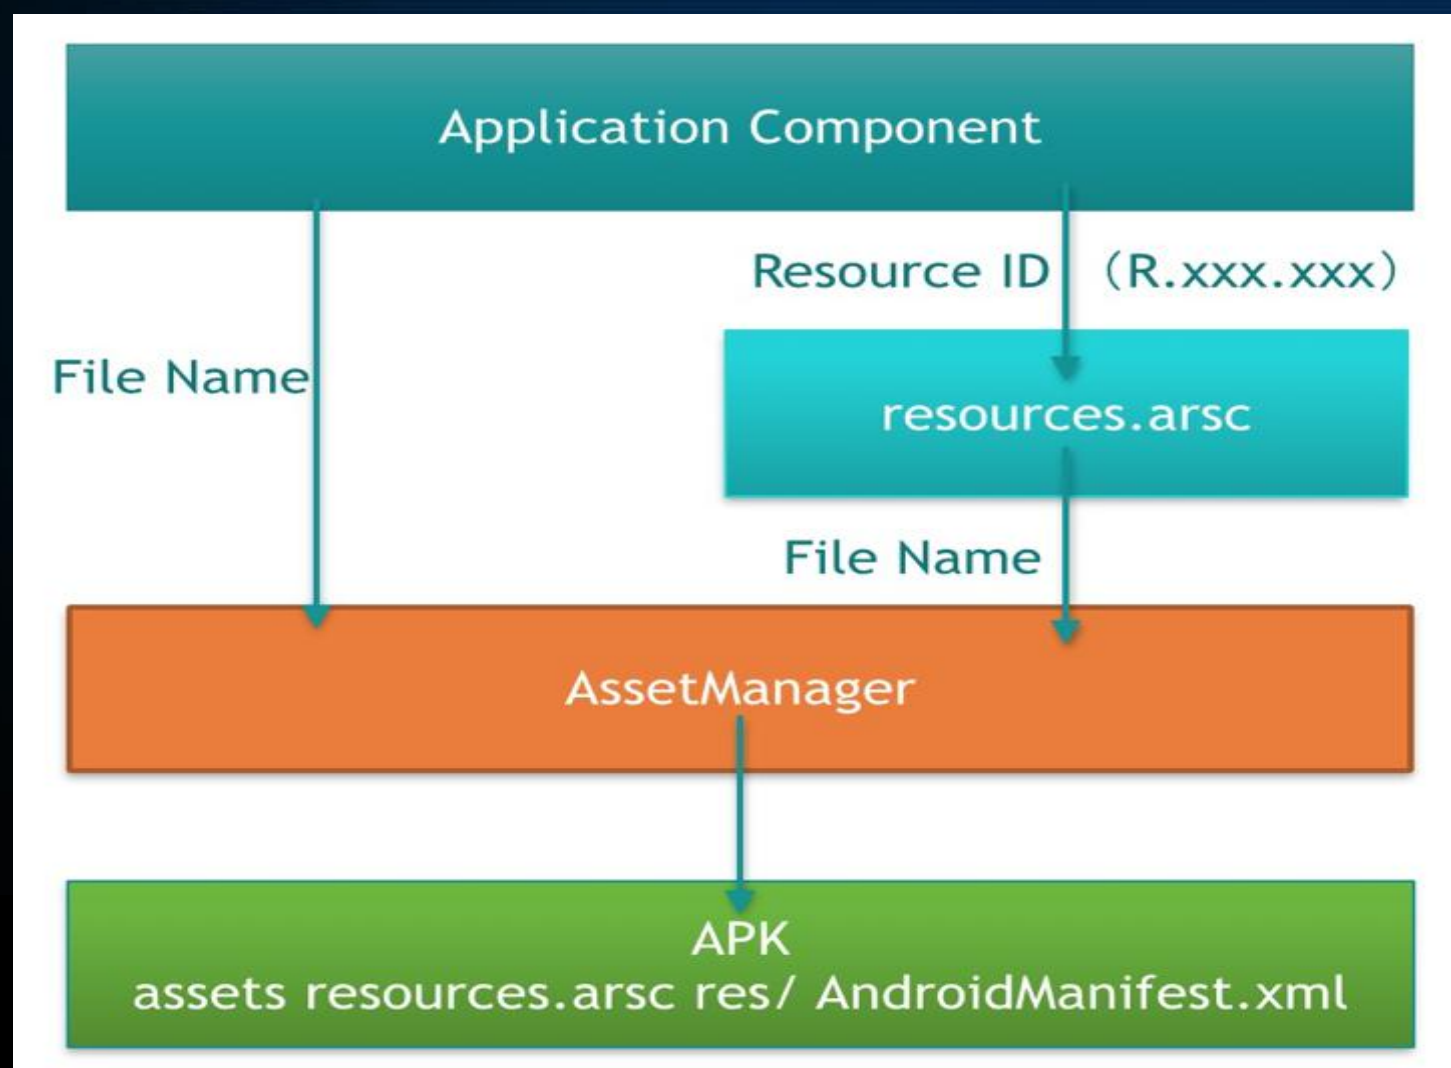 Application Component
Resource ID （R.xxx.xxx）
File Name
resources.arsc
File Name
AssetManager
APK
assets resources.arsc res/ AndroidManifest.xml